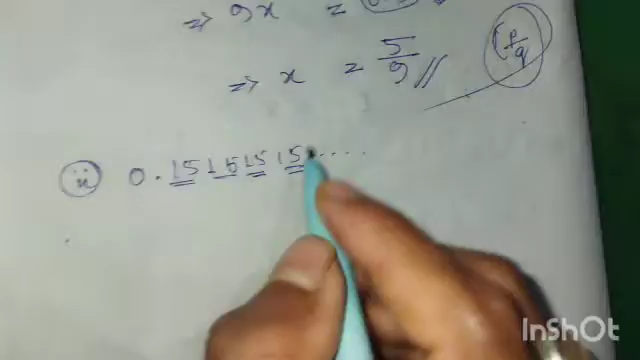 => 9x =
=> x = 5/9 // (p/q)
(ii) 0.15151515.....
InShOt